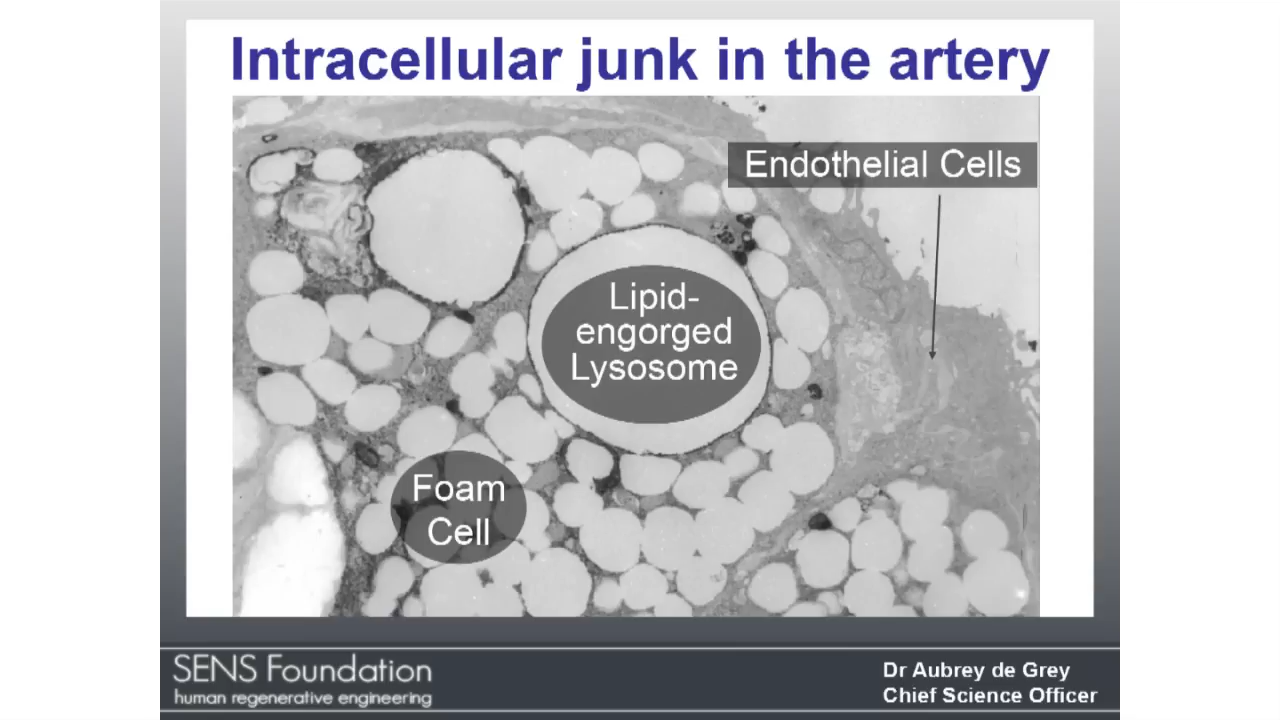 Intracellular junk in the artery
Endothelial Cells
Lipid-
engorged
Lysosome
Foam
Cell
SENS Foundation
human regenerative engineering
Dr Aubrey de Grey
Chief Science Officer